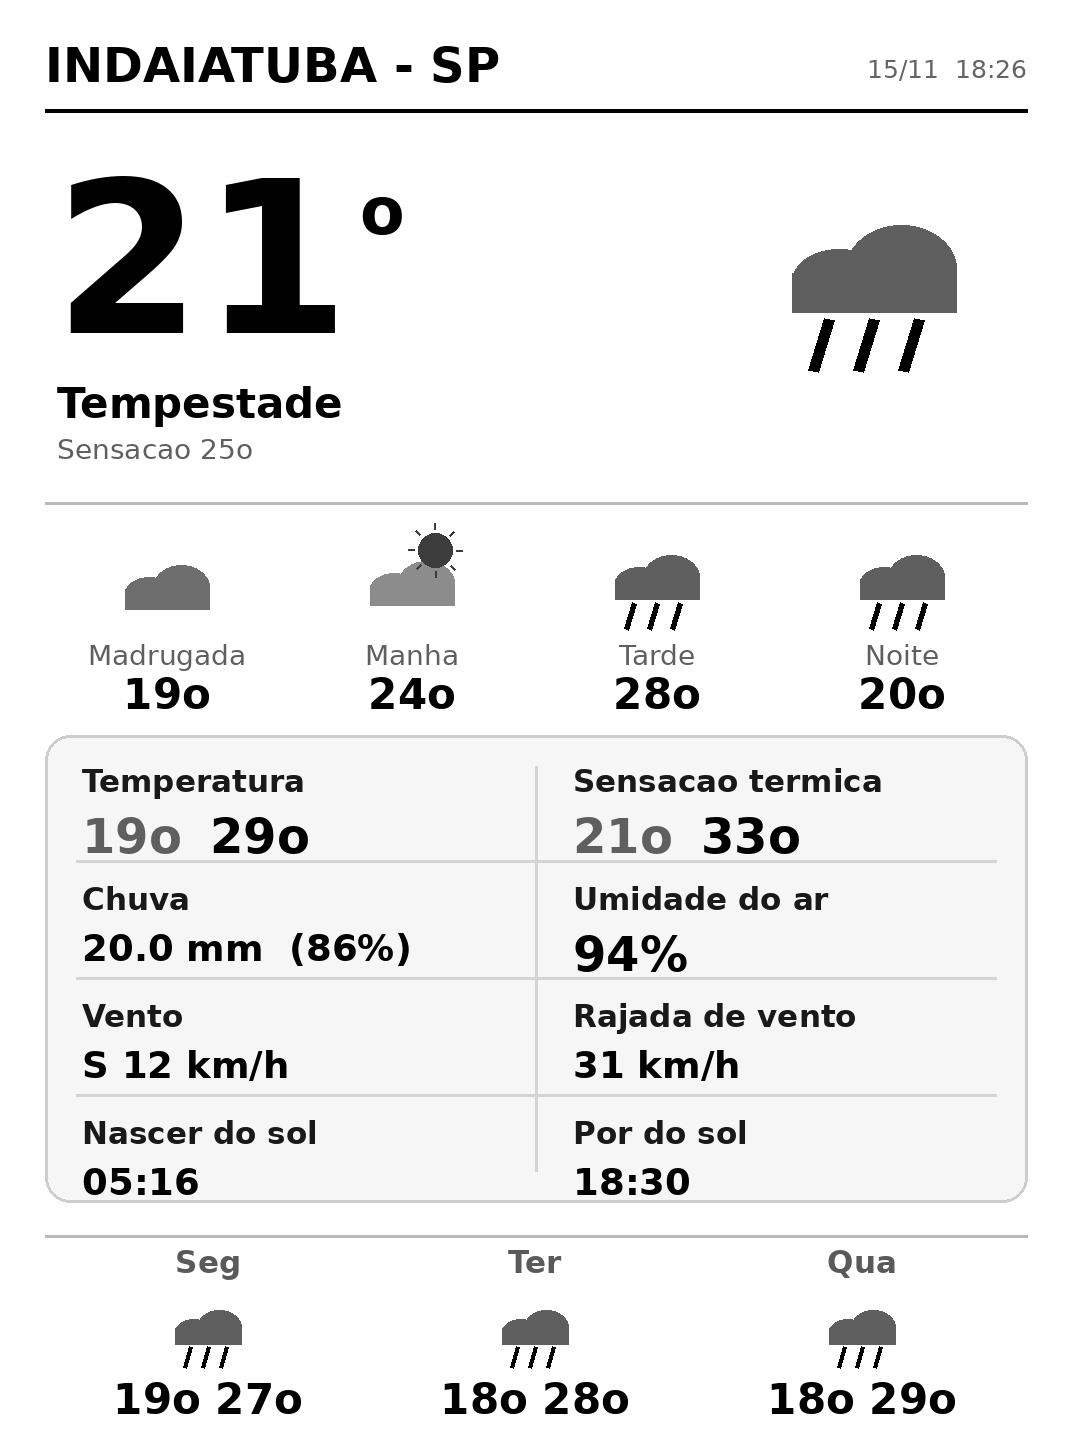 INDAIATUBA - SP 15/11 18:26
21o
Tempestade
Sensacao 25o
Madrugada Manha Tarde Noite
19o 24o 28o 20o
Temperatura Sensacao termica
19o 29o 21o 33o
Chuva Umidade do ar
20.0 mm (86%) 94%
Vento Rajada de vento
S 12 km/h 31 km/h
Nascer do sol Por do sol
05:16 18:30
Seg Ter Qua
19o 27o 18o 28o 18o 29o